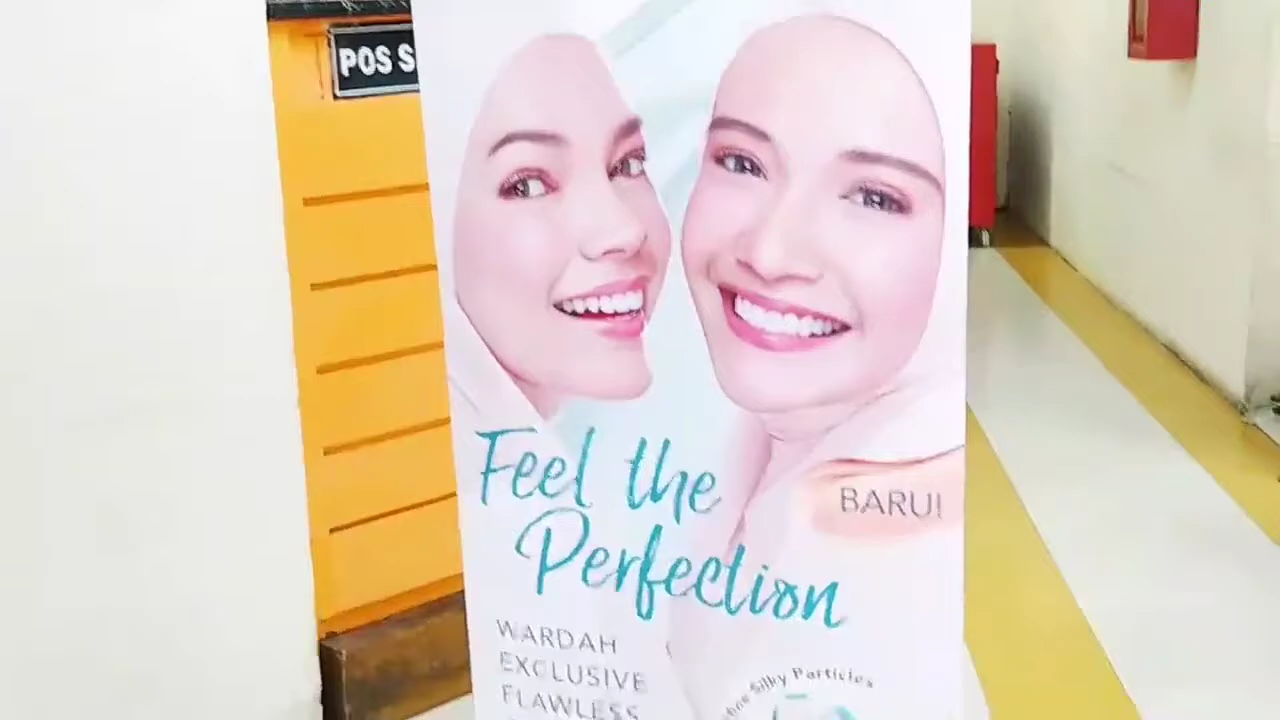 POS S
Feel the
Perfection
BARU!
WARDAH
EXCLUSIVE
FLAWLESS
Silky Particles